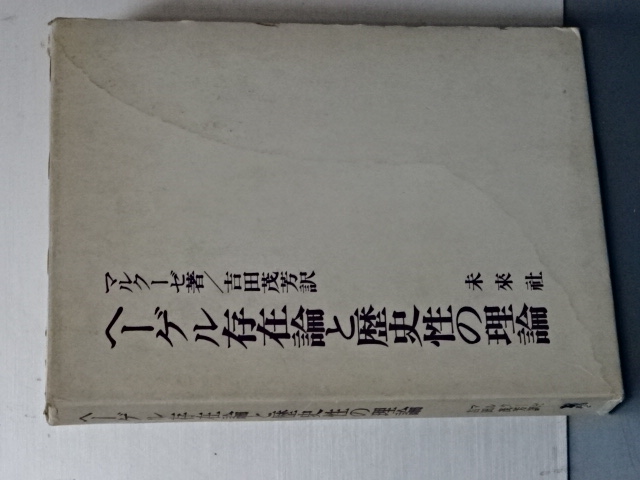 マルクーゼ著/吉田茂芳訳
ヘーゲル存在論と歴史性の理論
未來社
ヘーゲル存在論と歴史性の理論